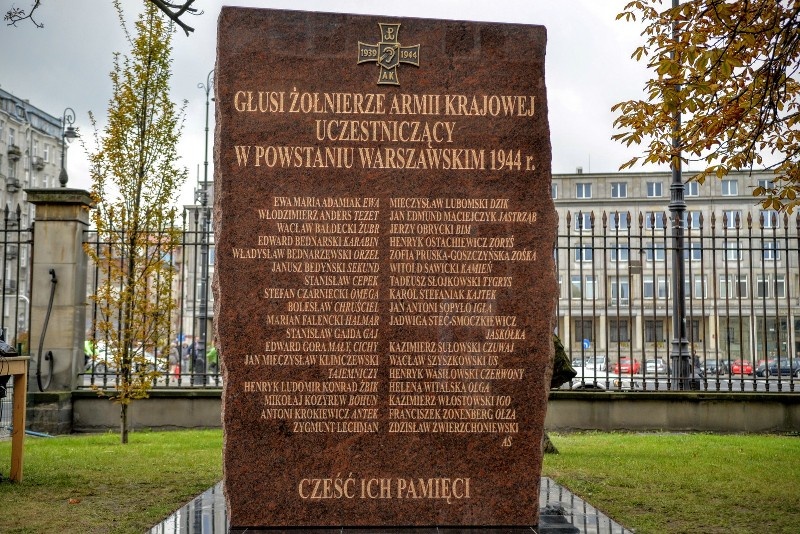 1939 1944
AK
GŁUSI ŻOŁNIERZE ARMII KRAJOWEJ
UCZESTNICZĄCY
W POWSTANIU WARSZAWSKIM 1944 r.
EWA MARIA ADAMIAK EWA
WŁODZIMIERZ ANDERS TEZET
WACŁAW BAŁDECKI ŻUBR
EDWARD BEDNARSKI KARABIN
WŁADYSŁAW BEDNARZEW ORZEŁ
JANUSZ BEDYŃSKI SEKUND
STANISŁAW CEPEK
STEFAN CZARNIECKI OMEGA
BOLESŁAW CHRUŚCIEL
MARIAN FALENCKI HALMAR
STANISŁAW GAJDA GAJ
EDWARD GORA MAŁY CICHY
JAN MIECZYSŁAW KLIMCZEWSKI
TAJEMNICZY
HENRYK LUDOMIR KONRAD ŻBIK
MIKOŁAJ KOZYREW BOHUN
ANTONI KROKIEWICZ ANTEK
ZYGMUNT LECHMAN
MIECZYSŁAW LUBOMSKI DZIK
JAN EDMUND MACIEJCZYK JASTRZĄB
JERZY OBRYCKI BIM
HENRYK OSTACHIEWICZ ZORYŚ
ZOFIA PRUSKA-GOSZCZYŃSKA ZOŚKA
WITOLD SAWICKI KAMIEŃ
TADEUSZ SŁOJKOWSKI TYGRYS
KAROL STEFANIAK KAJTEK
JAN ANTONI SOPYŁO IGŁA
JADWIGA STEĆ-SMOCZKIEWICZ
JASKÓŁKA
KAZIMIERZ SUŁOWSKI CZUWAJ
WACŁAW SZYSZKOWSKI US
HENRYK WASILOWSKI CZERWONY
HELENA WITALSKA OLGA
KAZIMIERZ WŁOSTOWSKI IGO
FRANCISZEK ZONENBERG OLZA
ZDZISŁAW ZWIERZCHONIEWSKI
AS
CZEŚĆ ICH PAMIĘCI